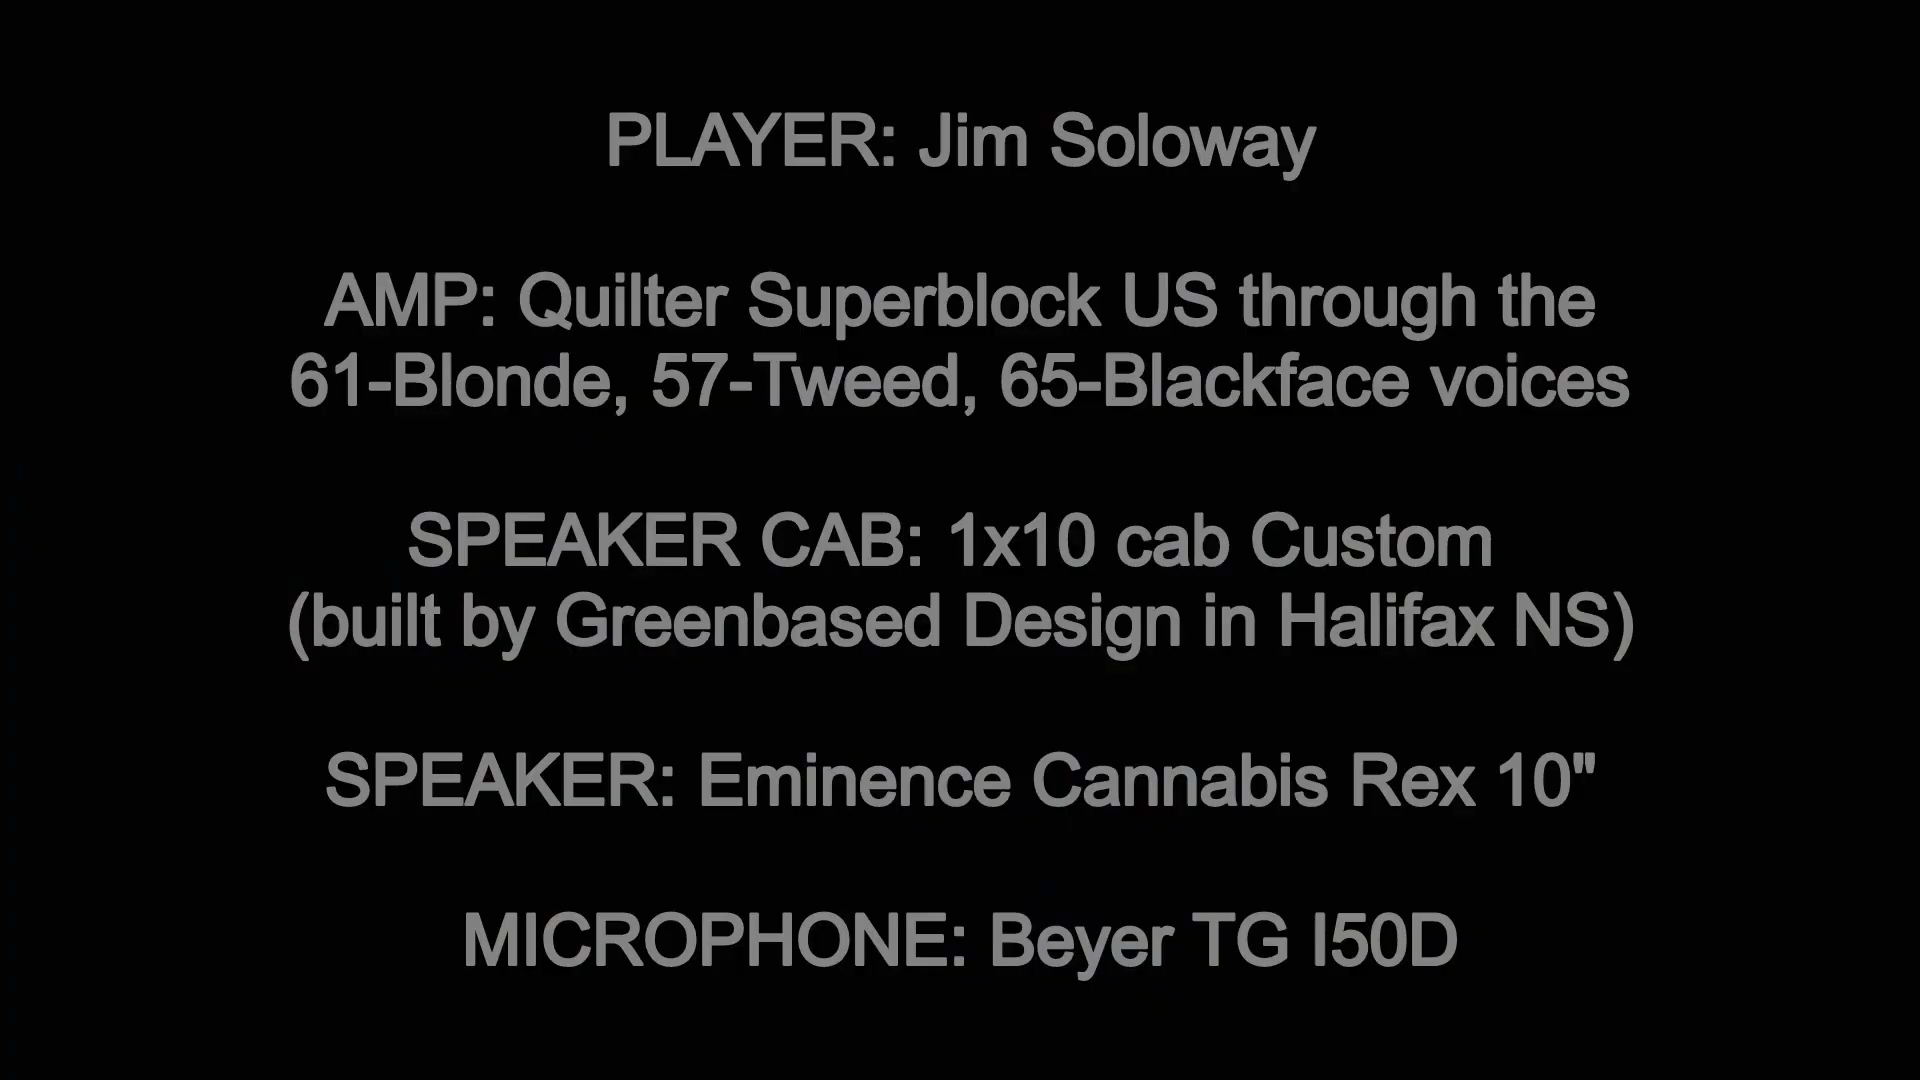 PLAYER: Jim Soloway
AMP: Quilter Superblock US through the
61-Blonde, 57-Tweed, 65-Blackface voices
SPEAKER CAB: 1x10 cab Custom
(built by Greenbased Design in Halifax NS)
SPEAKER: Eminence Cannabis Rex 10"
MICROPHONE: Beyer TG I50D